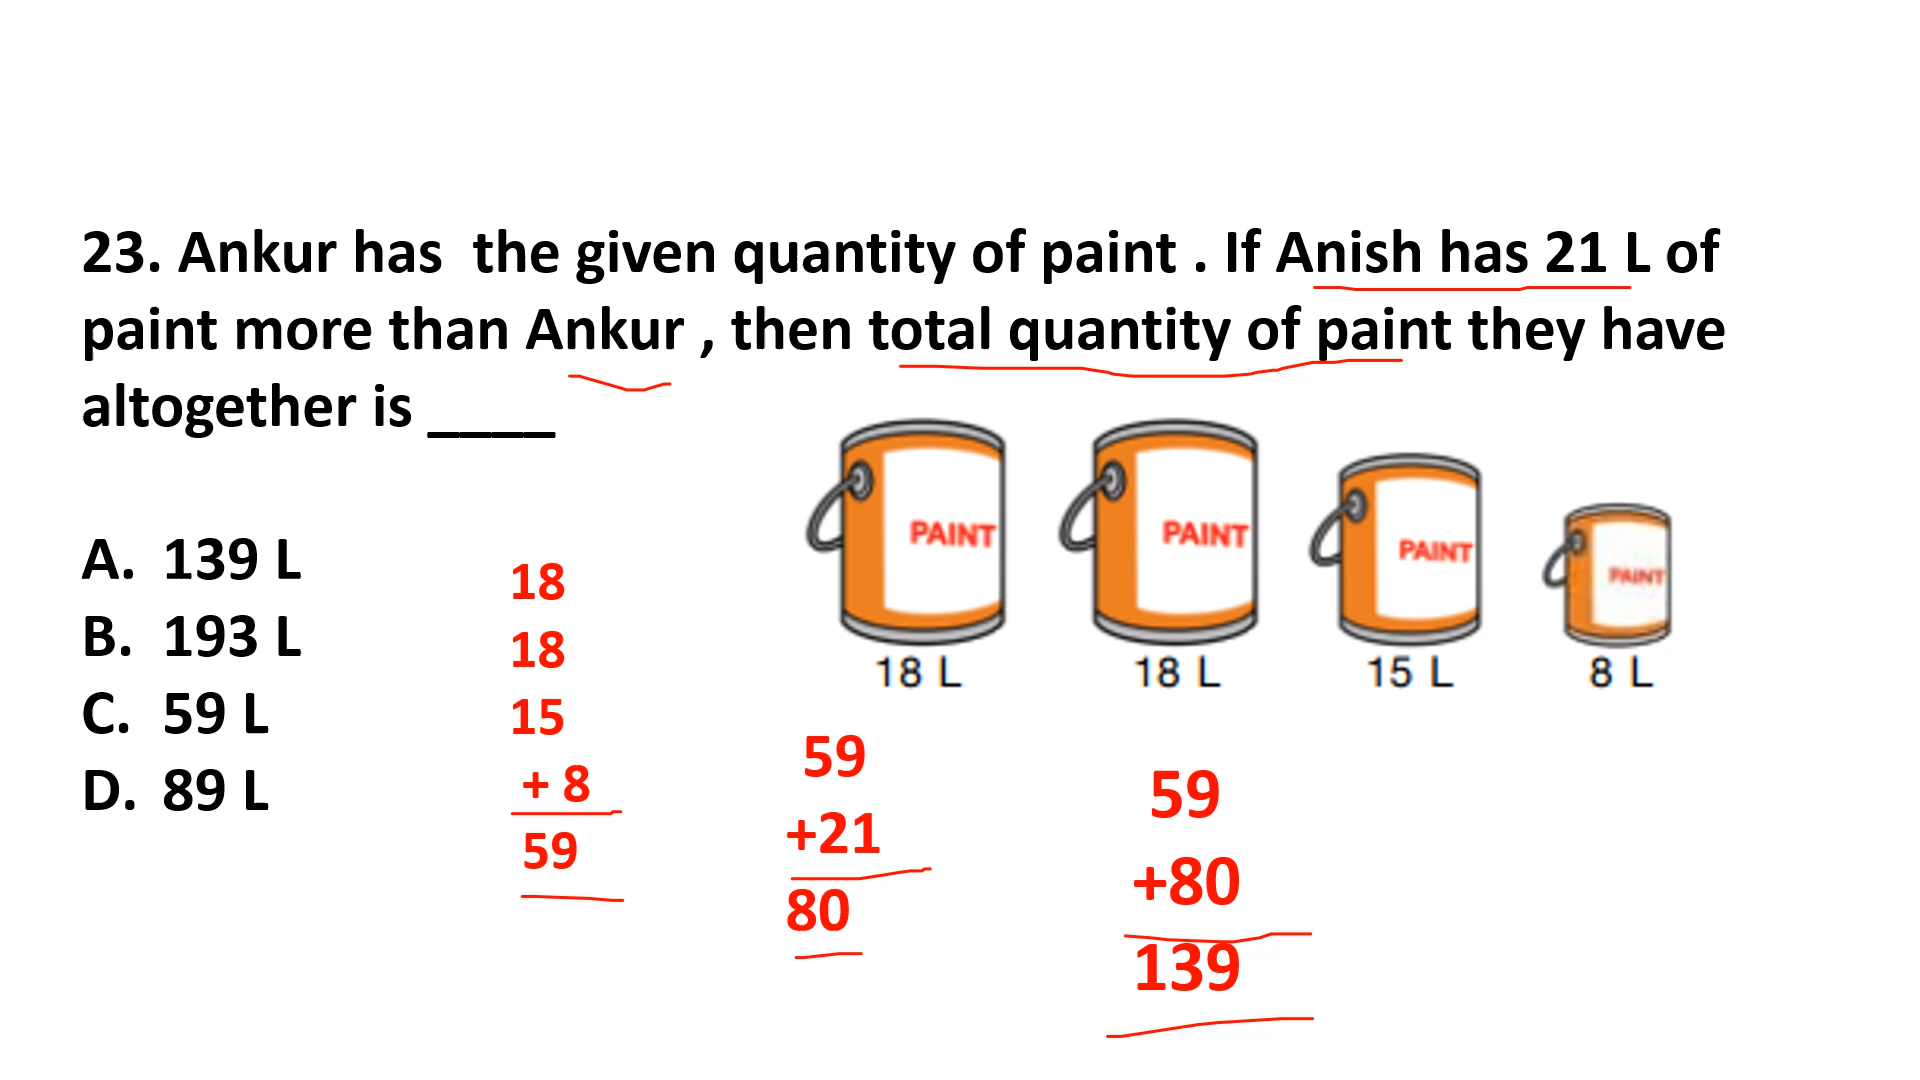 23. Ankur has the given quantity of paint . If Anish has 21 L of
paint more than Ankur , then total quantity of paint they have
altogether is ____
A. 139 L
B. 193 L
C. 59 L
D. 89 L
18
18
15
+ 8
59
PAINT
PAINT
PAINT
PAINT
18 L
18 L
15 L
8 L
59
+21
80
59
+80
139